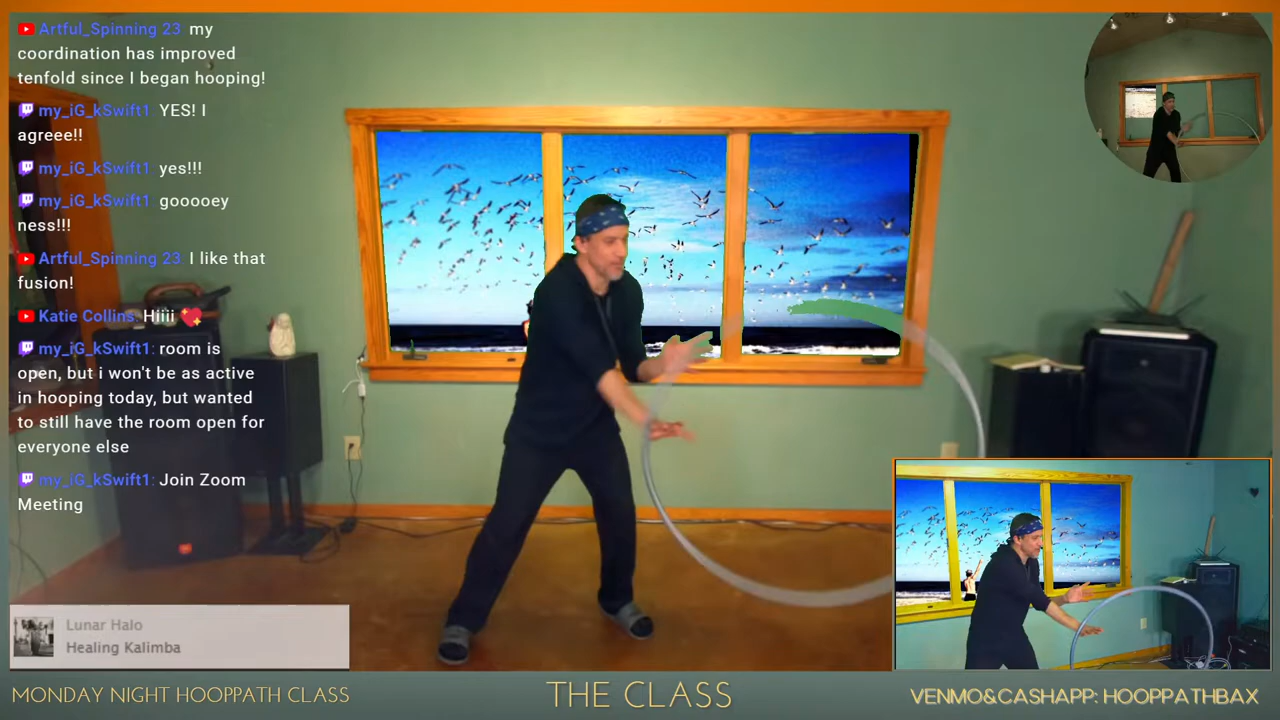 Artful_Spinning 23 my
coordination has improved
tenfold since I began hooping!
my_iG_kSwift1 YES! I
agreee!!
my_iG_kSwift1 yes!!!
my_iG_kSwift1 gooooey
ness!!!
Artful_Spinning 23 I like that
fusion!
Katie Collins: Hiiii 💖
my_iG_kSwift1: room is
open, but i won't be as active
in hooping today, but wanted
to still have the room open for
everyone else
my_iG_kSwift1: Join Zoom
Meeting
Lunar Halo
Healing Kalimba
MONDAY NIGHT HOOPPATH CLASS
THE CLASS
VENMO&CASHAPP: HOOPPATHBAX